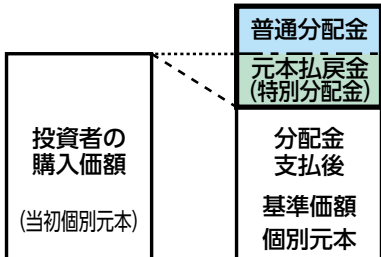 普通分配金
元本払戻金
(特別分配金)
投資者の
購入価額
(当初個別元本)
分配金
支払後
基準価額
個別元本